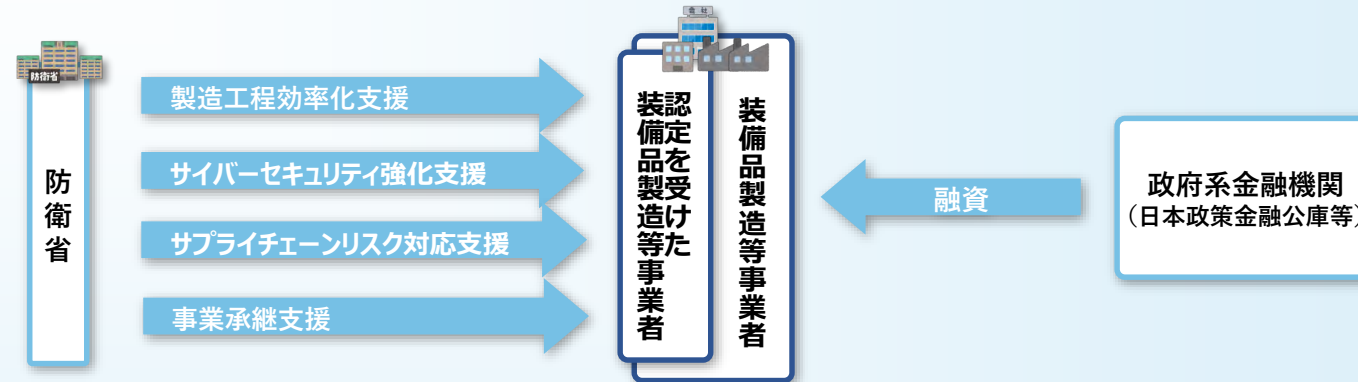 会社
防衛省
防衛省
製造工程効率化支援
サイバーセキュリティ強化支援
サプライチェーンリスク対応支援
事業承継支援
認定を受けた
装備品製造等事業者
装備品製造等事業者
融資
政府系金融機関
（日本政策金融公庫等）